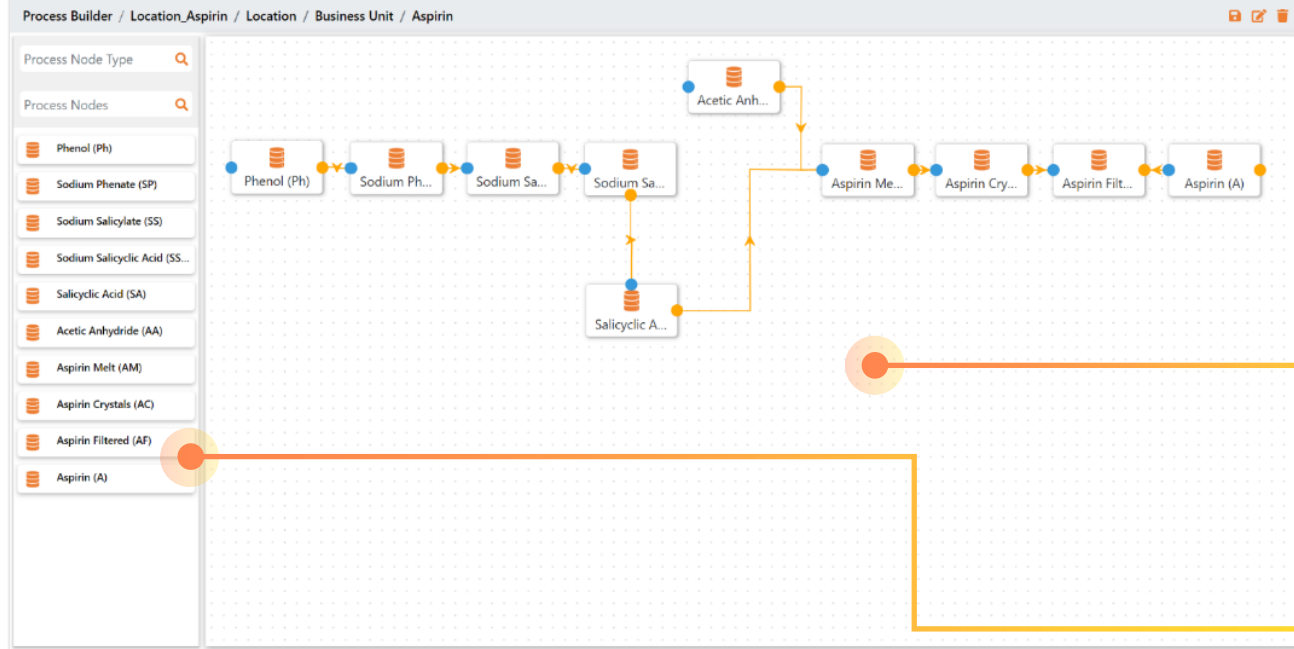 Process Builder / Location_Aspirin / Location / Business Unit / Aspirin
Process Node Type
Process Nodes
Phenol (Ph)
Sodium Phenate (SP)
Sodium Salicylate (SS)
Sodium Salicyclic Acid (SS...
Salicyclic Acid (SA)
Acetic Anhydride (AA)
Aspirin Melt (AM)
Aspirin Crystals (AC)
Aspirin Filtered (AF)
Aspirin (A)
Acetic Anh...
Phenol (Ph)
Sodium Ph...
Sodium Sa...
Sodium Sa...
Aspirin Me...
Aspirin Cry...
Aspirin Filt...
Aspirin (A)
Salicyclic A...